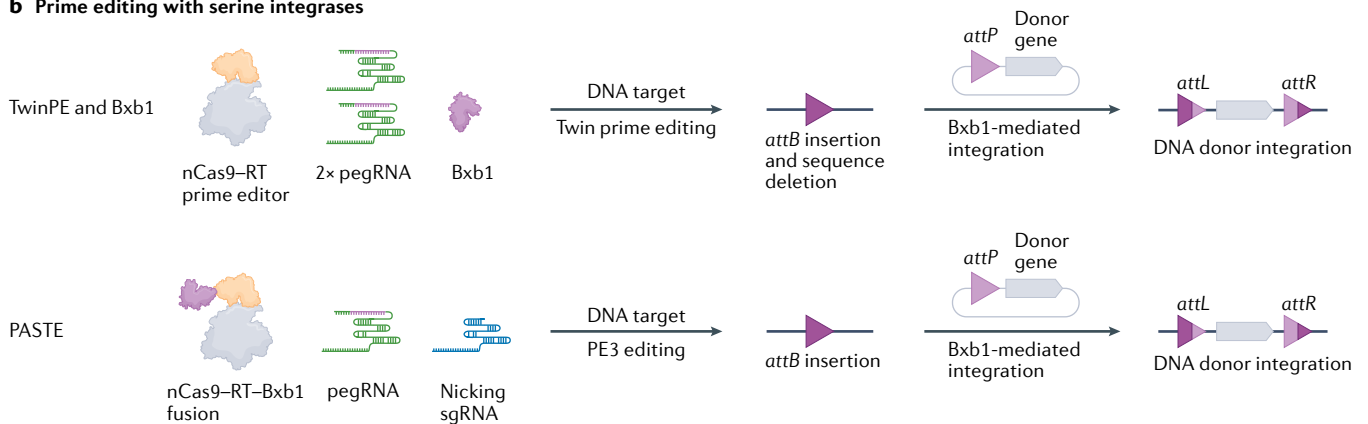 b Prime editing with serine integrases
TwinPE and Bxb1
nCas9–RT
prime editor
2× pegRNA
Bxb1
DNA target
Twin prime editing
attB insertion
and sequence
deletion
attP
Donor
gene
Bxb1-mediated
integration
attL
attR
DNA donor integration
PASTE
nCas9–RT–Bxb1
fusion
pegRNA
Nicking
sgRNA
DNA target
PE3 editing
attB insertion
attP
Donor
gene
Bxb1-mediated
integration
attL
attR
DNA donor integration